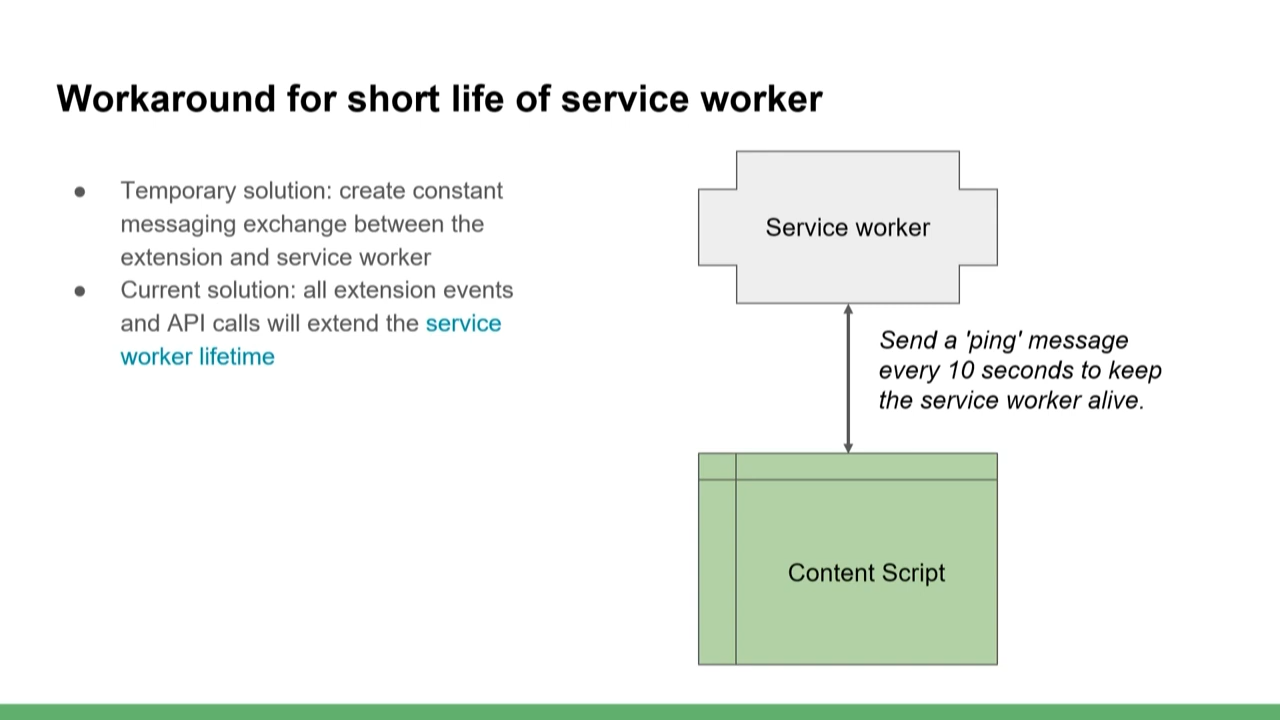 Workaround for short life of service worker
● Temporary solution: create constant
messaging exchange between the
extension and service worker
● Current solution: all extension events
and API calls will extend the service
worker lifetime
Service worker
Send a 'ping' message
every 10 seconds to keep
the service worker alive.
Content Script